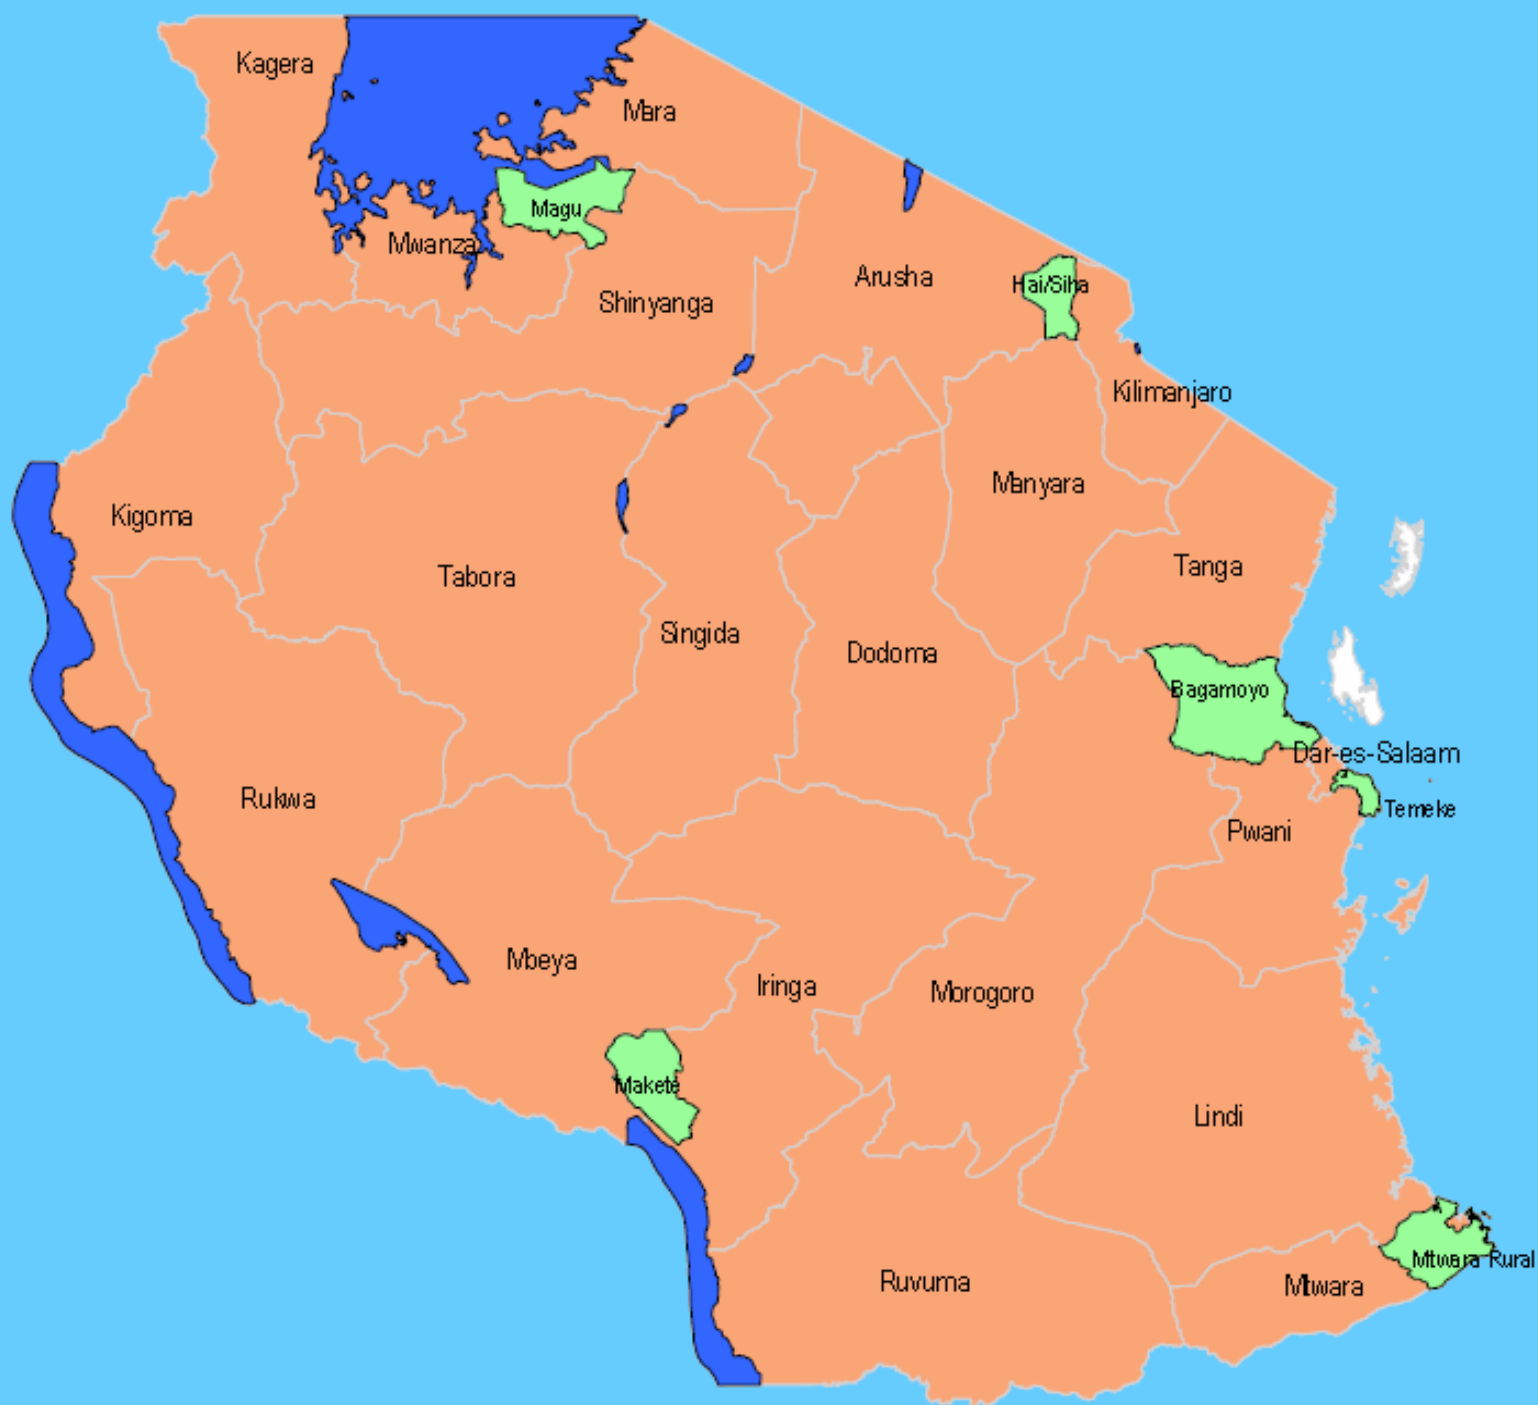 Kagera
Mara
Magu
Mwanza
Shinyanga
Arusha
Hai/Siha
Kilimanjaro
Manyara
Kigoma
Tabora
Tanga
Singida
Dodoma
Bagamoyo
Dar-es-Salaam
Rukwa
Temeke
Pwani
Mbeya
Iringa
Morogoro
Makete
Lindi
Mtwara Rural
Ruvuma
Mtwara